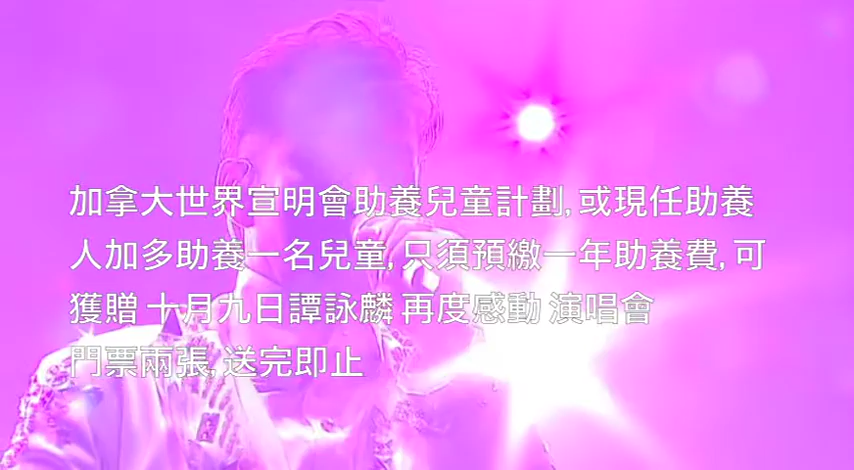 加拿大世界宣明會助養兒童計劃, 或現任助養
人加多助養一名兒童, 只須預繳一年助養費, 可
獲贈 十月九日譚詠麟 再度感動 演唱會
門票兩張, 送完即止